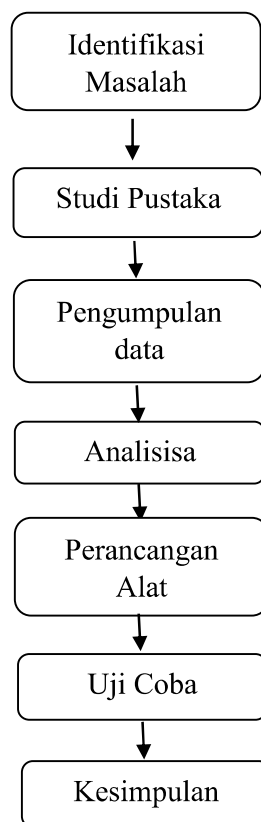 Identifikasi
Masalah
Studi Pustaka
Pengumpulan
data
Analisisa
Perancangan
Alat
Uji Coba
Kesimpulan